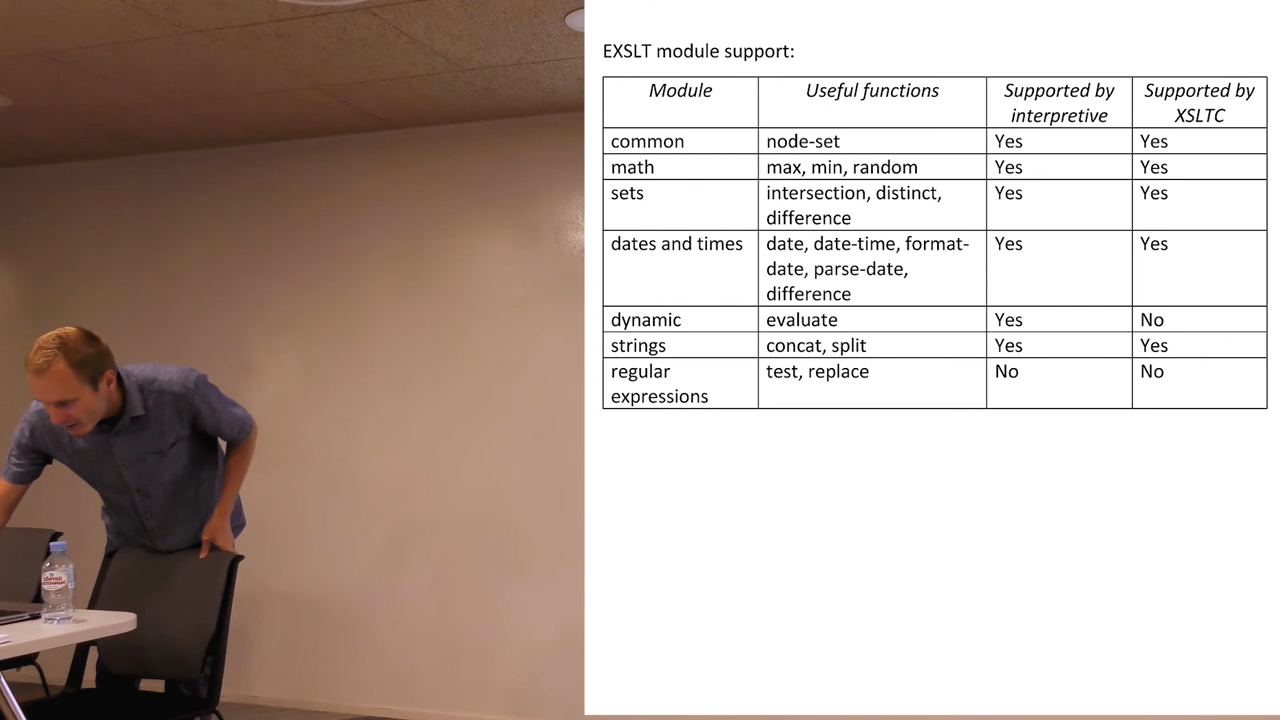 EXSLT module support:
Module Useful functions Supported by interpretive Supported by XSLTC
common node-set Yes Yes
math max, min, random Yes Yes
sets intersection, distinct, Yes Yes
difference
dates and times date, date-time, format- Yes Yes
date, parse-date,
difference
dynamic evaluate Yes No
strings concat, split Yes Yes
regular test, replace No No
expressions
святой
источник